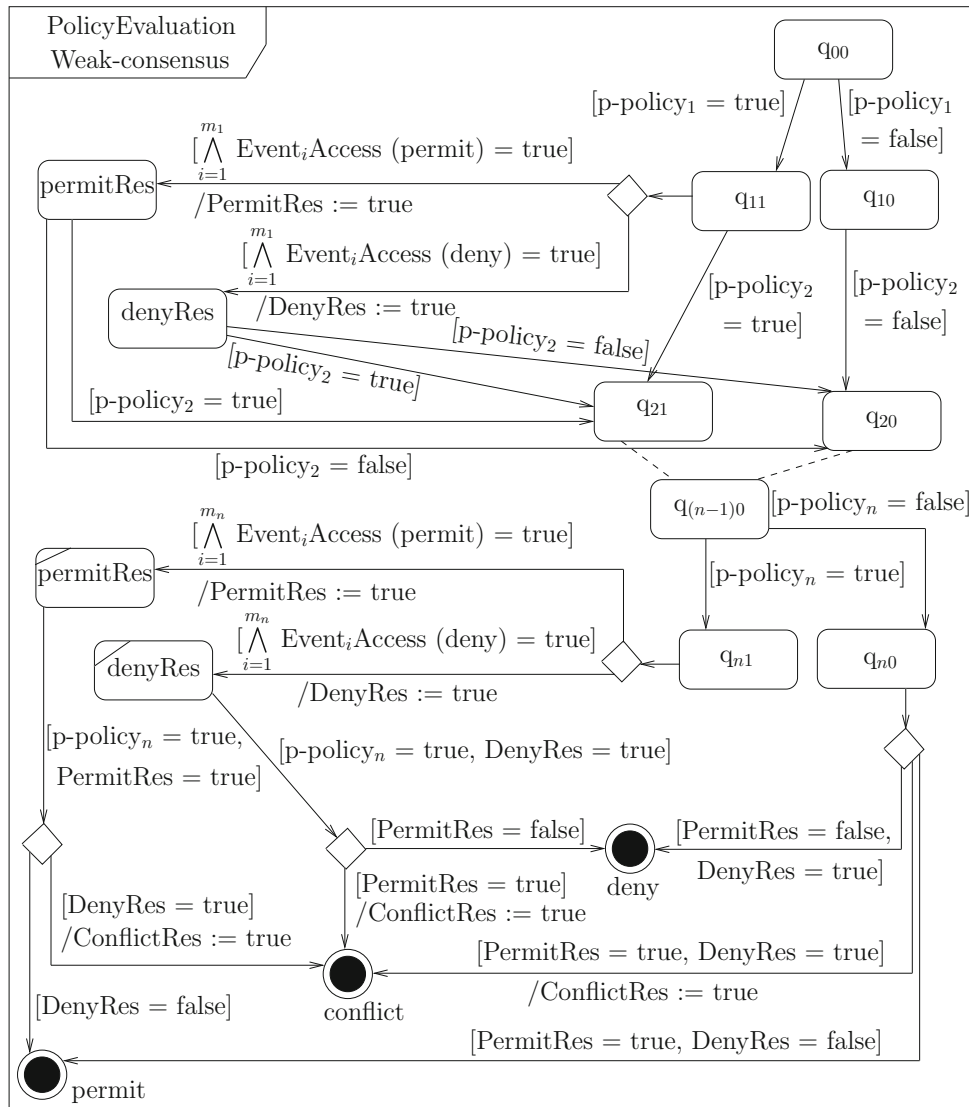 PolicyEvaluation
Weak-consensus
q₀₀
[p-policy₁ = true]
[p-policy₁
= false]
[⋀ᵢ₌₁^m₁ EventᵢAccess (permit) = true]
/PermitRes := true
permitRes
q₁₁
q₁₀
[⋀ᵢ₌₁^m₁ EventᵢAccess (deny) = true]
/DenyRes := true
denyRes
[p-policy₂
= true]
[p-policy₂
= false]
[p-policy₂ = false]
[p-policy₂ = true]
[p-policy₂ = true]
q₂₁
q₂₀
[p-policy₂ = false]
q₍ₙ₋₁₎₀
[p-policyₙ = false]
[⋀ᵢ₌₁^mₙ EventᵢAccess (permit) = true]
/PermitRes := true
permitRes
[p-policyₙ = true]
[⋀ᵢ₌₁^mₙ EventᵢAccess (deny) = true]
/DenyRes := true
denyRes
qₙ₁
qₙ₀
[p-policyₙ = true,
PermitRes = true]
[p-policyₙ = true, DenyRes = true]
[PermitRes = false]
deny
[PermitRes = false,
DenyRes = true]
[PermitRes = true]
/ConflictRes := true
[DenyRes = true]
/ConflictRes := true
[PermitRes = true, DenyRes = true]
/ConflictRes := true
conflict
[DenyRes = false]
[PermitRes = true, DenyRes = false]
permit